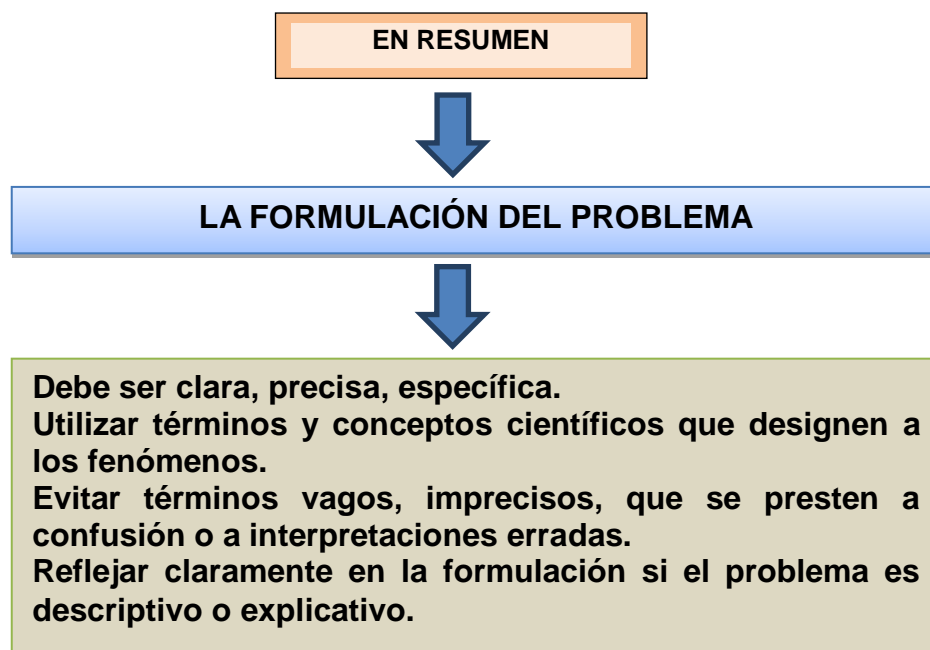 EN RESUMEN
LA FORMULACIÓN DEL PROBLEMA
Debe ser clara, precisa, específica.
Utilizar términos y conceptos científicos que designen a
los fenómenos.
Evitar términos vagos, imprecisos, que se presten a
confusión o a interpretaciones erradas.
Reflejar claramente en la formulación si el problema es
descriptivo o explicativo.